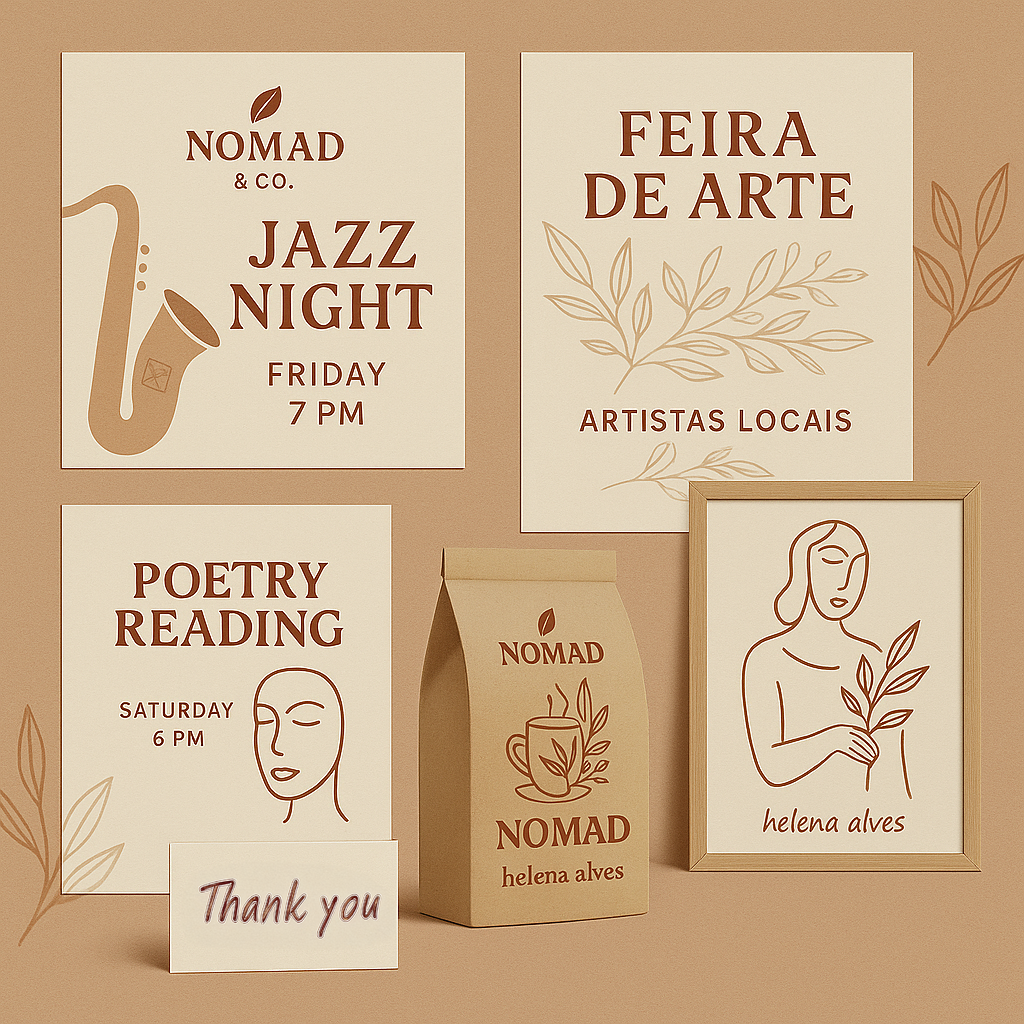 NOMAD
& CO.
JAZZ
NIGHT
FRIDAY
7 PM
FEIRA
DE ARTE
ARTISTAS LOCAIS
POETRY
READING
SATURDAY
6 PM
Thank you
NOMAD
NOMAD
helena alves
helena alves